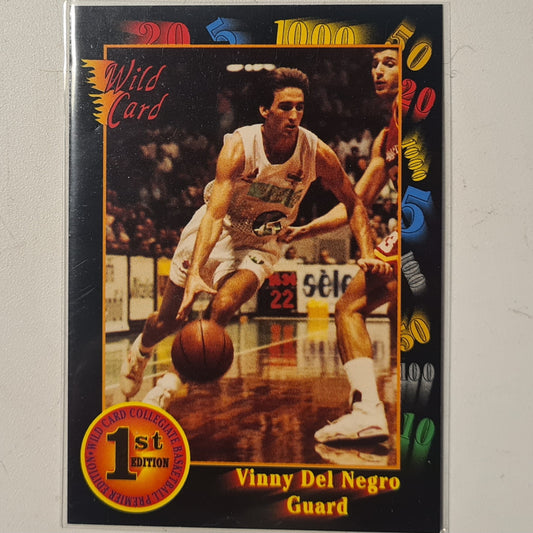 20 5 1000 50
Wild
Card
20
1000
5
100
50
100
10
sèle
22
WILD CARD COLLEGIATE BASKETBALL PREMIER EDITION
1st
EDITION
Vinny Del Negro
Guard